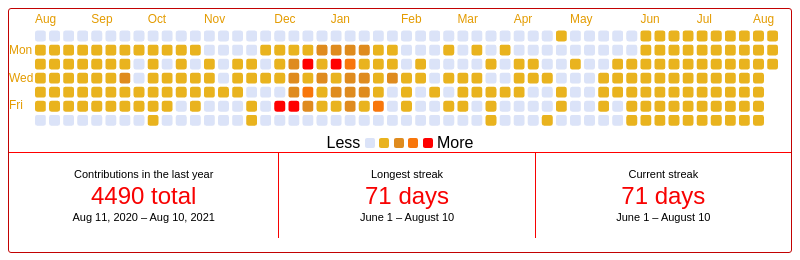 Aug Sep Oct Nov Dec Jan Feb Mar Apr May Jun Jul Aug
Mon
Wed
Fri
Less More
Contributions in the last year
4490 total
Aug 11, 2020 – Aug 10, 2021
Longest streak
71 days
June 1 – August 10
Current streak
71 days
June 1 – August 10